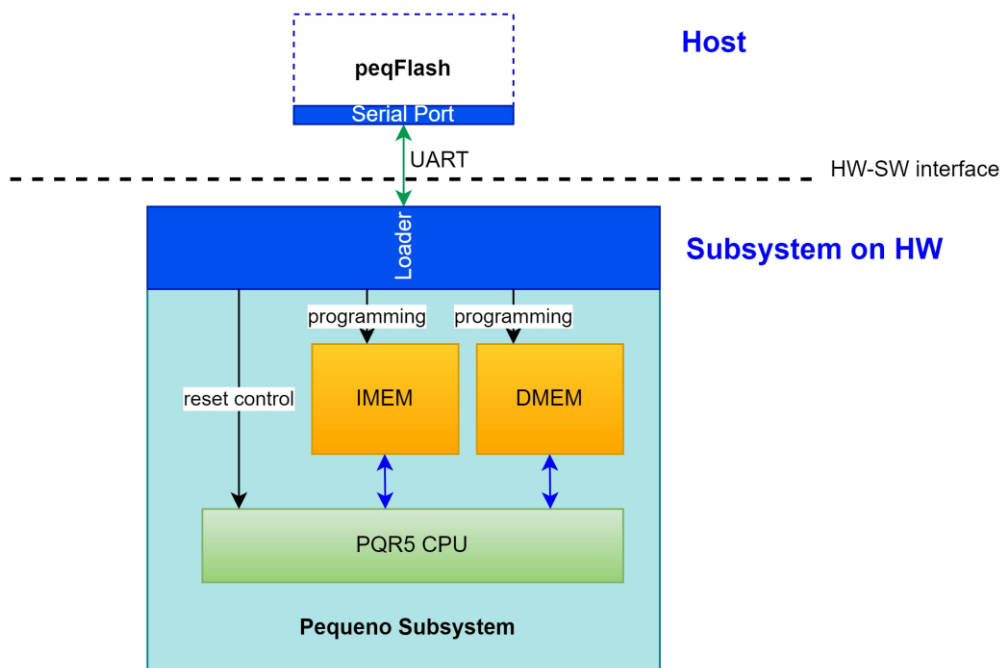 Host
peqFlash
Serial Port
UART
HW-SW interface
Loader
Subsystem on HW
programming
programming
IMEM
DMEM
reset control
PQR5 CPU
Pequeno Subsystem